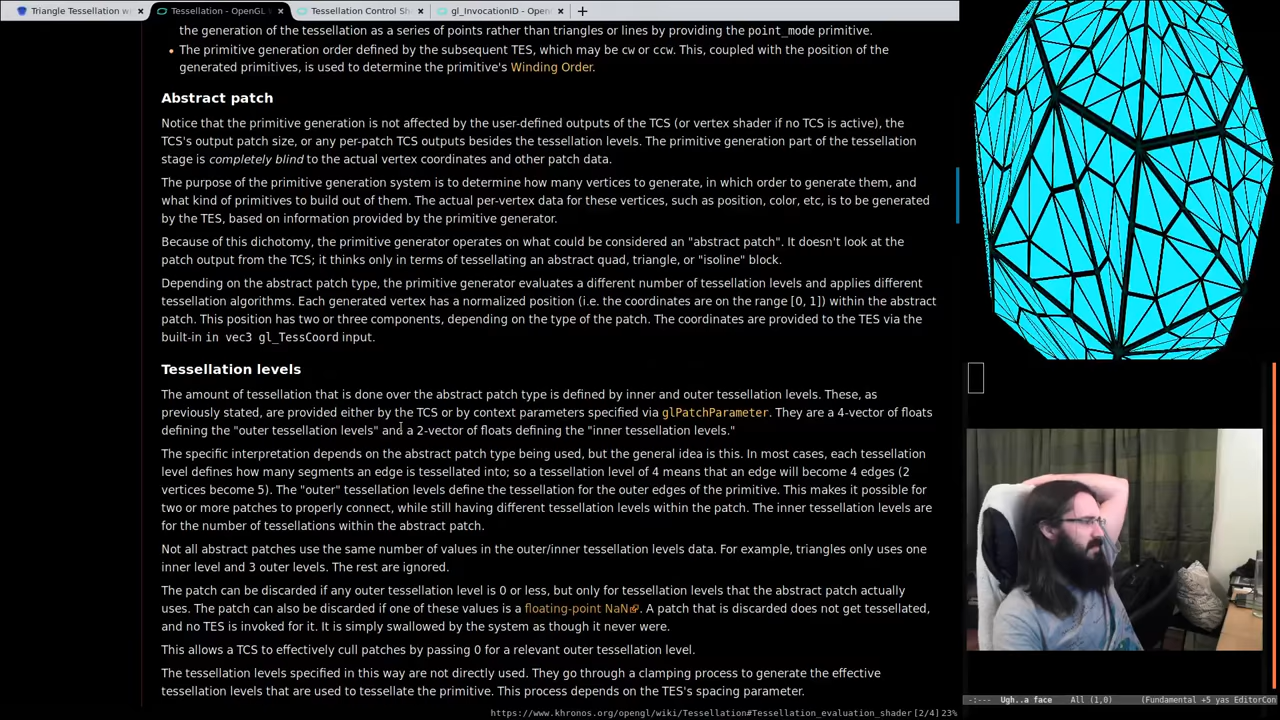 Triangle Tessellation w
Tessellation - OpenGL
Tessellation Control Sh
gl_InvocationID - Open
the generation of the tessellation as a series of points rather than triangles or lines by providing the point_mode primitive.
The primitive generation order defined by the subsequent TES, which may be cw or ccw. This, coupled with the position of the
generated primitives, is used to determine the primitive's Winding Order.
Abstract patch
Notice that the primitive generation is not affected by the user-defined outputs of the TCS (or vertex shader if no TCS is active), the
TCS's output patch size, or any per-patch TCS outputs besides the tessellation levels. The primitive generation part of the tessellation
stage is completely blind to the actual vertex coordinates and other patch data.
The purpose of the primitive generation system is to determine how many vertices to generate, in which order to generate them, and
what kind of primitives to build out of them. The actual per-vertex data for these vertices, such as position, color, etc, is to be generated
by the TES, based on information provided by the primitive generator.
Because of this dichotomy, the primitive generator operates on what could be considered an "abstract patch". It doesn't look at the
patch output from the TCS; it thinks only in terms of tessellating an abstract quad, triangle, or "isoline" block.
Depending on the abstract patch type, the primitive generator evaluates a different number of tessellation levels and applies different
tessellation algorithms. Each generated vertex has a normalized position (i.e. the coordinates are on the range [0, 1]) within the abstract
patch. This position has two or three components, depending on the type of the patch. The coordinates are provided to the TES via the
built-in in vec3 gl_TessCoord input.
Tessellation levels
The amount of tessellation that is done over the abstract patch type is defined by inner and outer tessellation levels. These, as
previously stated, are provided either by the TCS or by context parameters specified via glPatchParameter. They are a 4-vector of floats
defining the "outer tessellation levels" and a 2-vector of floats defining the "inner tessellation levels."
The specific interpretation depends on the abstract patch type being used, but the general idea is this. In most cases, each tessellation
level defines how many segments an edge is tessellated into; so a tessellation level of 4 means that an edge will become 4 edges (2
vertices become 5). The "outer" tessellation levels define the tessellation for the outer edges of the primitive. This makes it possible for
two or more patches to properly connect, while still having different tessellation levels within the patch. The inner tessellation levels are
for the number of tessellations within the abstract patch.
Not all abstract patches use the same number of values in the outer/inner tessellation levels data. For example, triangles only uses one
inner level and 3 outer levels. The rest are ignored.
The patch can be discarded if any outer tessellation level is 0 or less, but only for tessellation levels that the abstract patch actually
uses. The patch can also be discarded if one of these values is a floating-point NaN. A patch that is discarded does not get tessellated,
and no TES is invoked for it. It is simply swallowed by the system as though it never were.
This allows a TCS to effectively cull patches by passing 0 for a relevant outer tessellation level.
The tessellation levels specified in this way are not directly used. They go through a clamping process to generate the effective
tessellation levels that are used to tessellate the primitive. This process depends on the TES's spacing parameter.
https://www.khronos.org/opengl/wiki/Tessellation#Tessellation_evaluation_shader [2/4] 23%
-:--- Ugh..a face All (1,0) (Fundamental +5 yas EditorCon